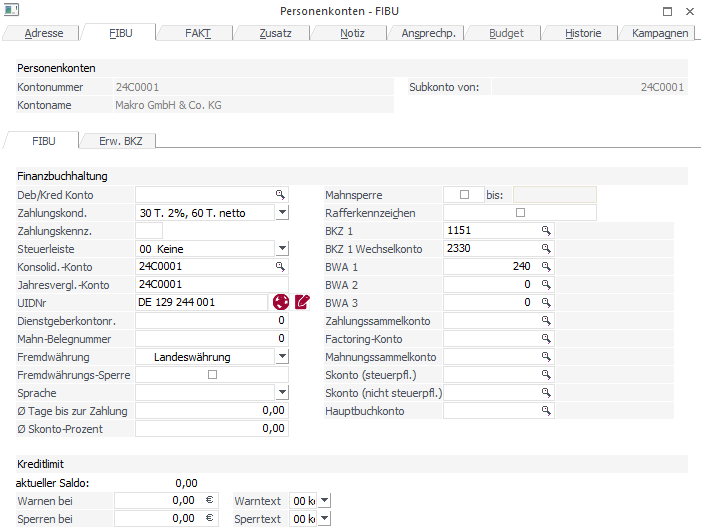 Personenkonten - FIBU
Adresse FIBU FAKT Zusatz Notiz Ansprechp. Budget Historie Kampagnen
Personenkonten
Kontonummer 24C0001 Subkonto von: 24C0001
Kontoname Makro GmbH & Co. KG
FIBU Erw. BKZ
Finanzbuchhaltung
Deb/Kred Konto Mahnsperre bis:
Zahlungskond. 30 T. 2%, 60 T. netto Rafferkennzeichen
Zahlungskennz. BKZ 1 1151
Steuerleiste 00 Keine BKZ 1 Wechselkonto 2330
Konsolid.-Konto 24C0001 BWA 1 240
Jahresvergl.-Konto 24C0001 BWA 2 0
UIDNr DE 129 244 001 BWA 3 0
Dienstgeberkontonr. 0 Zahlungssammelkonto
Mahn-Belegnummer 0 Factoring-Konto
Fremdwährung Landeswährung Mahnungssammelkonto
Fremdwährungs-Sperre Skonto (steuerpfl.)
Sprache Skonto (nicht steuerpfl.)
Ø Tage bis zur Zahlung 0,00 Hauptbuchkonto
Ø Skonto-Prozent 0,00
Kreditlimit
aktueller Saldo: 0,00
Warnen bei 0,00 € Warntext 00 k
Sperren bei 0,00 € Sperrtext 00 k